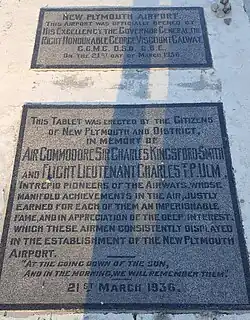 NEW PLYMOUTH AIRPORT.
THIS AIRPORT WAS OFFICIALLY OPENED BY
HIS EXCELLENCY THE GOVERNOR GENERAL, THE
RIGHT HONOURABLE GEORGE VISCOUNT GALWAY
G.C.M.G. D.S.O. O.B.E.
ON THE 21ST DAY OF MARCH 1936.
THIS TABLET WAS ERECTED BY THE CITIZENS
OF NEW PLYMOUTH AND DISTRICT,
IN MEMORY OF
AIR COMMODORE SIR CHARLES KINGSFORD-SMITH
AND FLIGHT LIEUTENANT CHARLES T.P. ULM,
INTREPID PIONEERS OF THE AIRWAYS, WHOSE
MANIFOLD ACHIEVEMENTS IN THE AIR, JUSTLY
EARNED FOR EACH OF THEM AN IMPERISHABLE
FAME, AND IN APPRECIATION OF THE DEEP INTEREST,
WHICH THESE AIRMEN CONSISTENTLY DISPLAYED
IN THE ESTABLISHMENT OF THE NEW PLYMOUTH
AIRPORT.
"AT THE GOING DOWN OF THE SUN,
AND IN THE MORNING, WE WILL REMEMBER THEM."
21ST MARCH 1936.